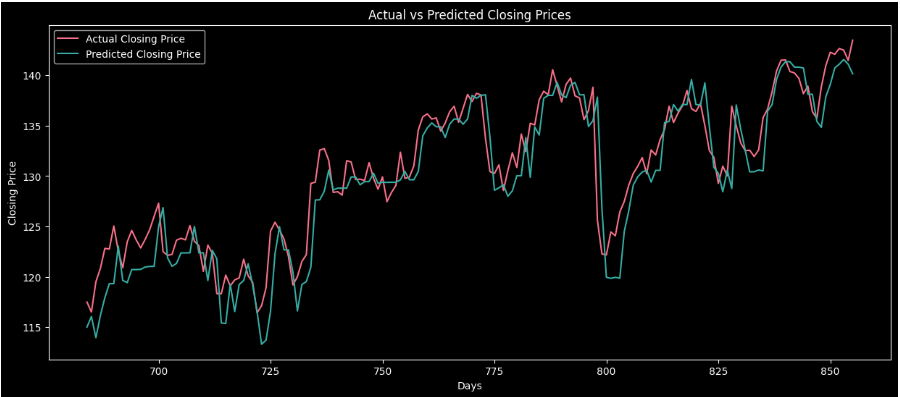 Actual vs Predicted Closing Prices
Actual Closing Price
Predicted Closing Price
140
135
130
125
120
115
Closing Price
700
725
750
775
800
825
850
Days